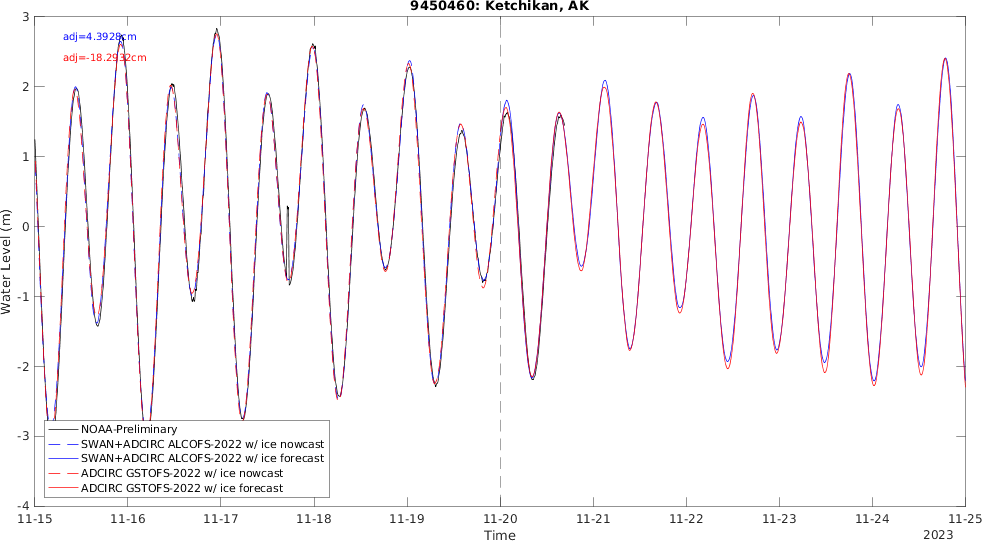 9450460: Ketchikan, AK
adj=4.3928cm
adj=-18.2932cm
Water Level (m)
3
2
1
0
-1
-2
-3
-4
NOAA-Preliminary
SWAN+ADCIRC ALCOFS-2022 w/ ice nowcast
SWAN+ADCIRC ALCOFS-2022 w/ ice forecast
ADCIRC GSTOFS-2022 w/ ice nowcast
ADCIRC GSTOFS-2022 w/ ice forecast
11-15 11-16 11-17 11-18 11-19 11-20 11-21 11-22 11-23 11-24 11-25
Time
2023